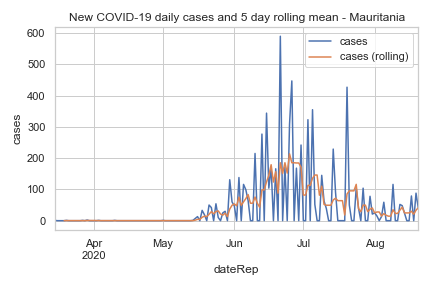 New COVID-19 daily cases and 5 day rolling mean - Mauritania
cases
cases (rolling)
600
500
400
300
200
100
0
cases
Apr
2020
May
Jun
Jul
Aug
dateRep